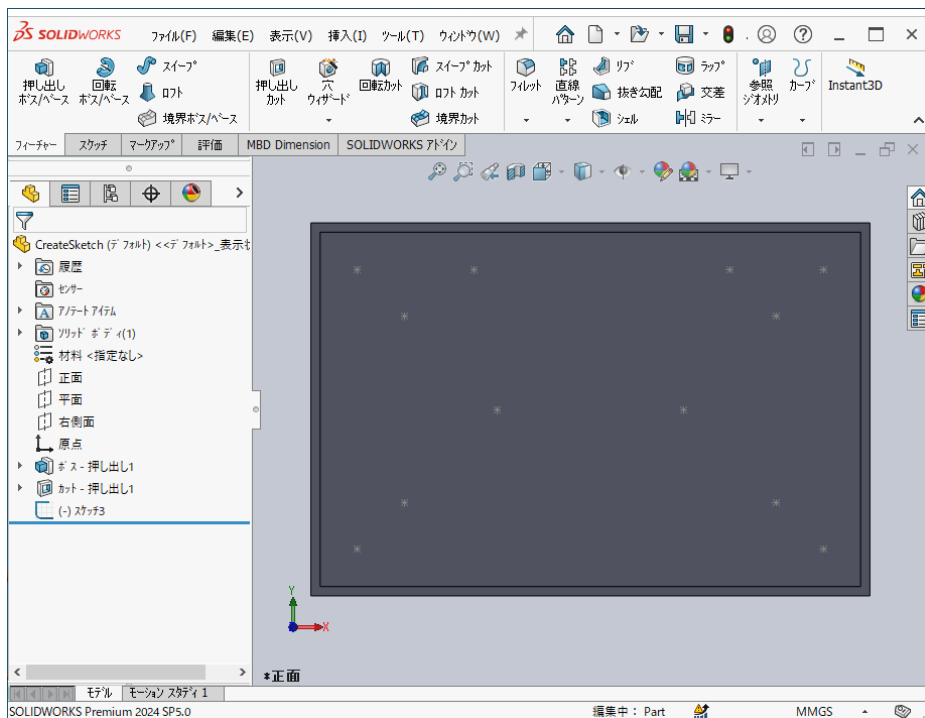 SOLIDWORKS ファイル(F) 編集(E) 表示(V) 挿入(I) ツール(T) ウィンドウ(W)
押し出し ボス/ベース
回転 ボス/ベース
スイープ
ロフト
境界ボス/ベース
押し出し カット
穴 ウィザード
回転カット
スイープ カット
ロフト カット
境界カット
フィレット
直線 パターン
リブ
抜き勾配
シェル
ラップ
交差
ミラー
参照 ジオメトリ
カーブ
Instant3D
フィーチャー スケッチ マークアップ 評価 MBD Dimension SOLIDWORKS アドイン
CreateSketch (デフォルト) <<デフォルト>_表示
履歴
センサー
アノテート アイテム
ソリッド ボディ(1)
材料 <指定なし>
正面
平面
右側面
原点
ボス - 押し出し1
カット - 押し出し1
(-) スケッチ3
Y
X
*正面
モデル モーション スタディ 1
SOLIDWORKS Premium 2024 SP5.0 編集中： Part MMGS